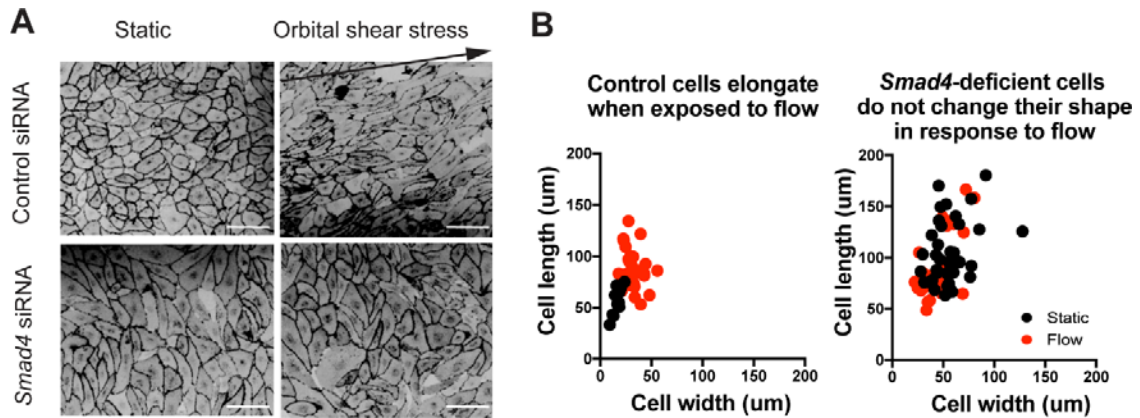 A
Static
Orbital shear stress
Control siRNA
Smad4 siRNA
B
Control cells elongate
when exposed to flow
Cell length (um)
200
150
100
50
0
0 50 100 150 200
Cell width (um)
Smad4-deficient cells
do not change their shape
in response to flow
Cell length (um)
200
150
100
50
0
Static
Flow
0 50 100 150 200
Cell width (um)